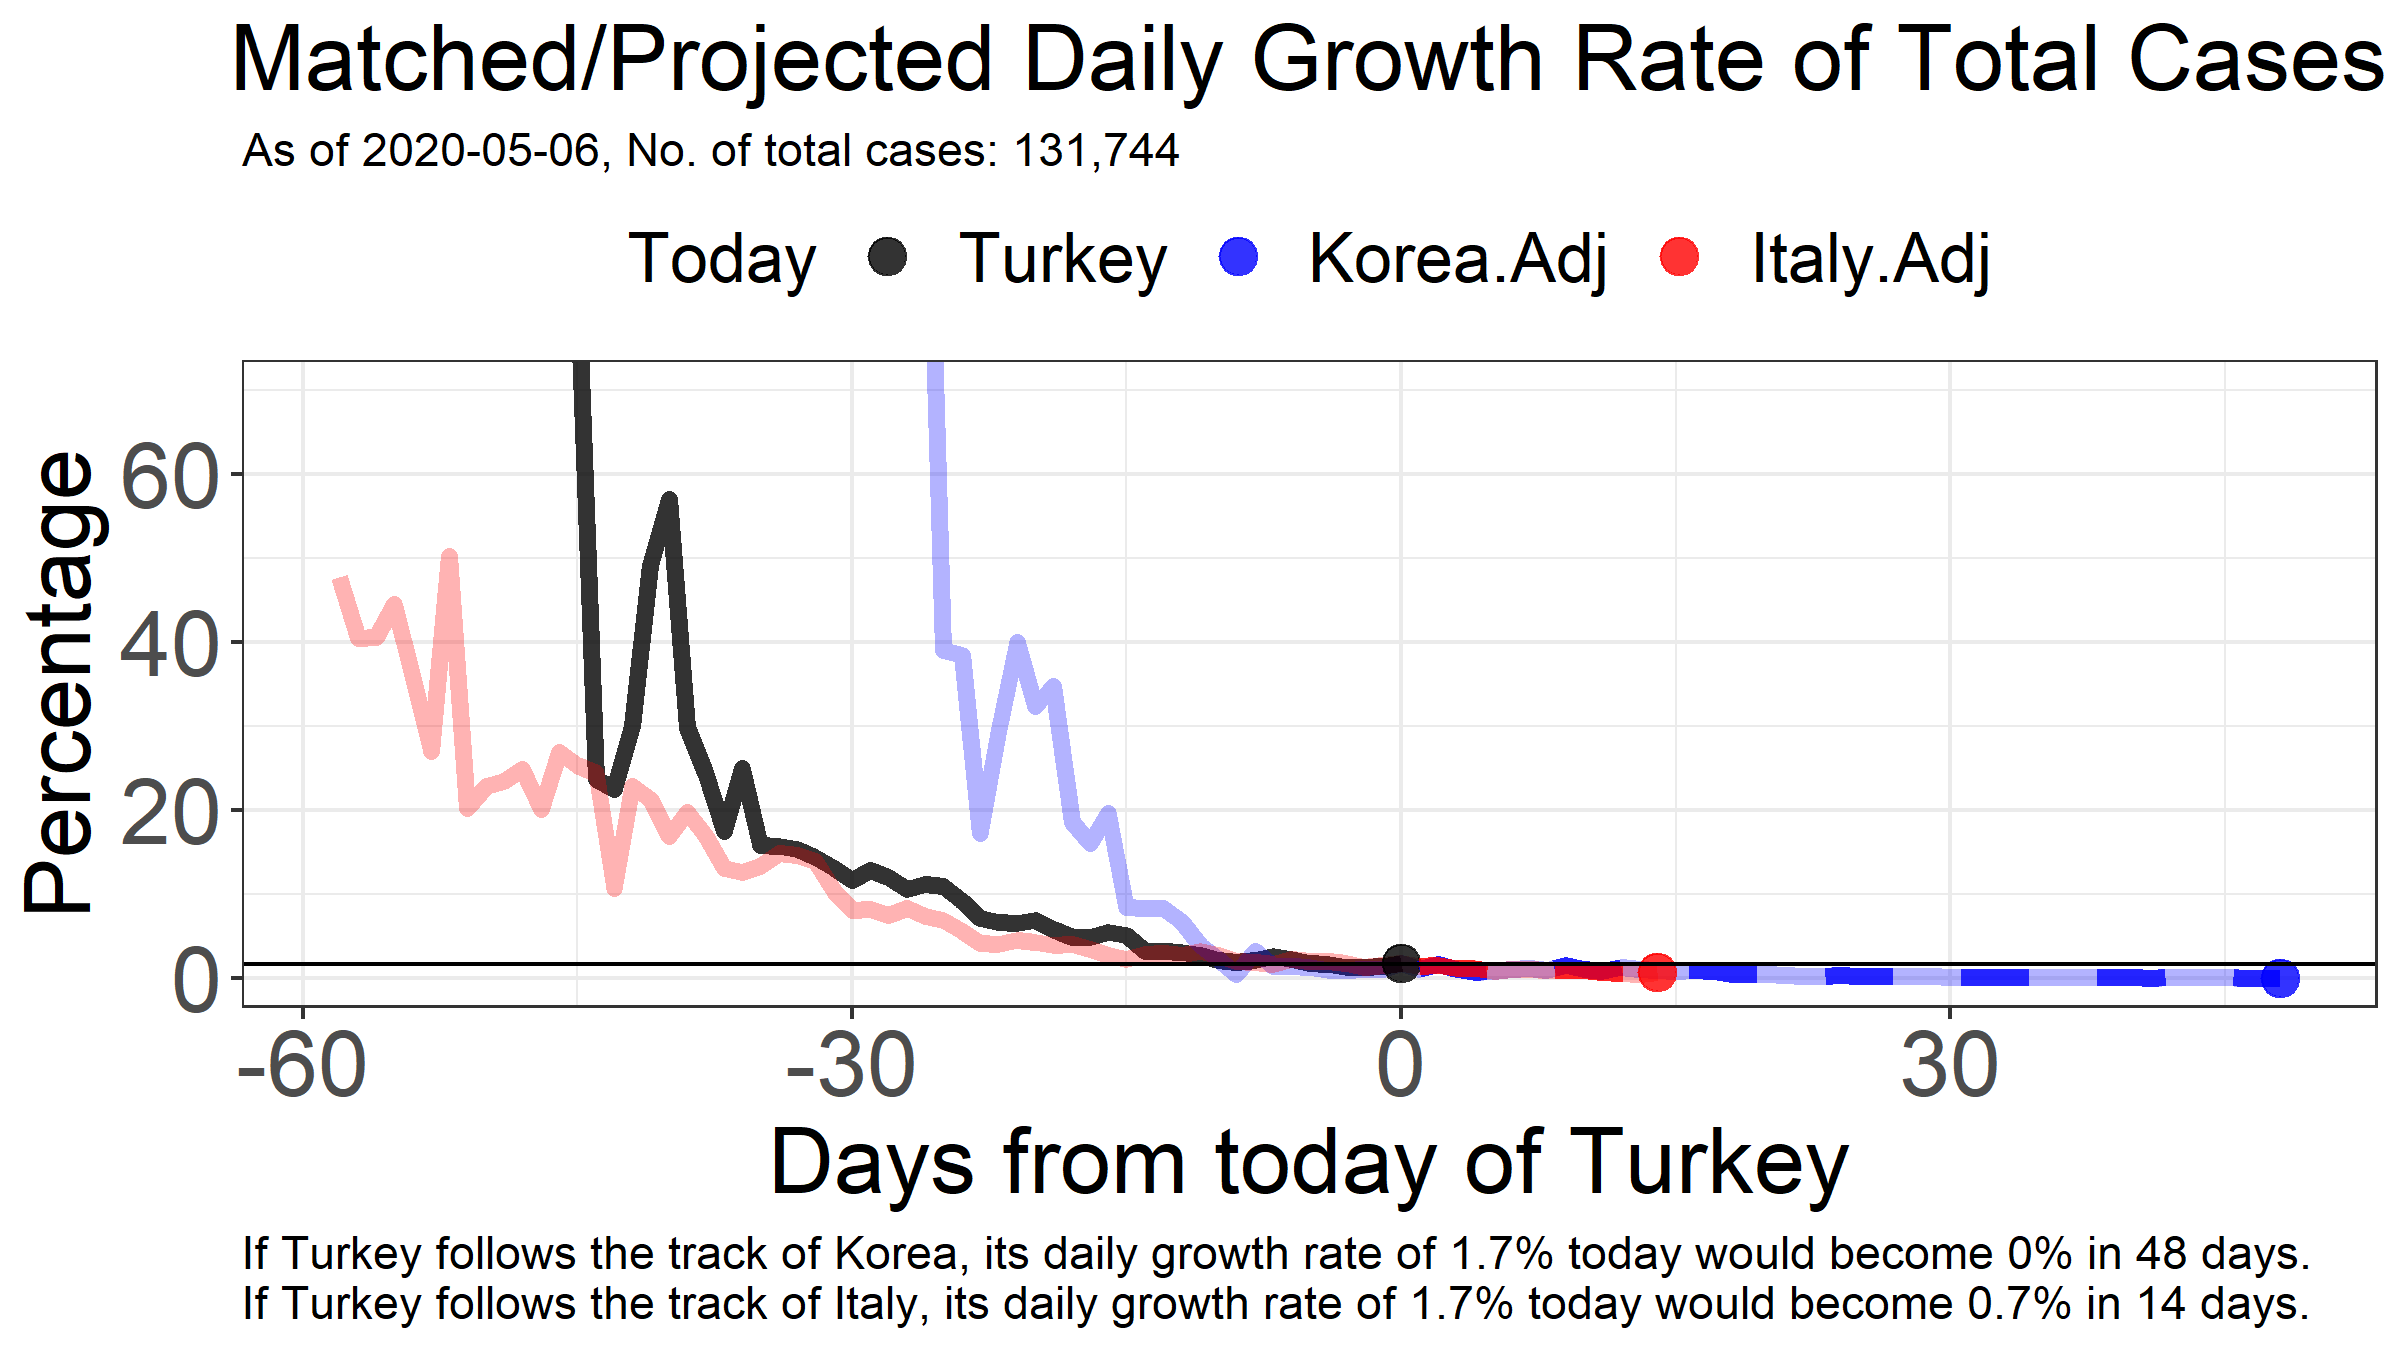 Matched/Projected Daily Growth Rate of Total Cases
As of 2020-05-06, No. of total cases: 131,744
Today Turkey Korea.Adj Italy.Adj
Percentage
60
40
20
0
-60 -30 0 30
Days from today of Turkey
If Turkey follows the track of Korea, its daily growth rate of 1.7% today would become 0% in 48 days.
If Turkey follows the track of Italy, its daily growth rate of 1.7% today would become 0.7% in 14 days.